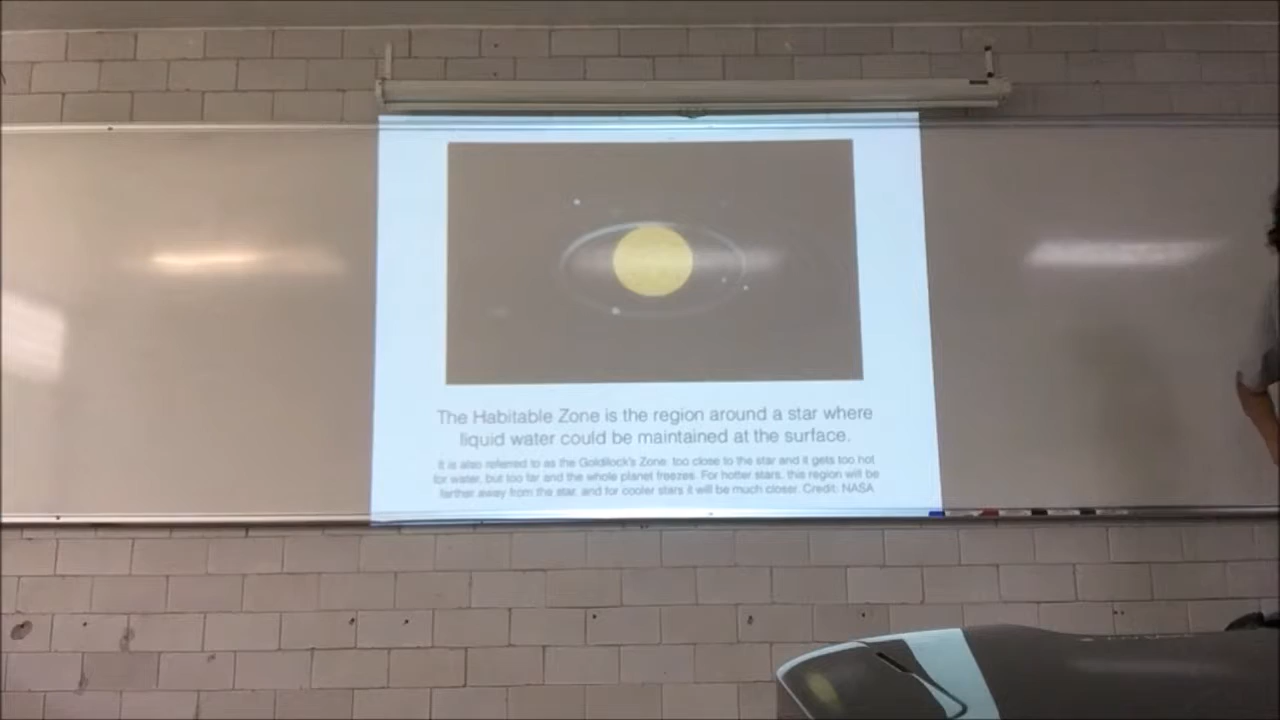 The Habitable Zone is the region around a star where
liquid water could be maintained at the surface.
It is also referred to as the Goldilock's Zone: too close to the star and it gets too hot
for water, but too far and the whole planet freezes. For hotter stars, this region will be
farther away from the star, and for cooler stars it will be much closer. Credit: NASA